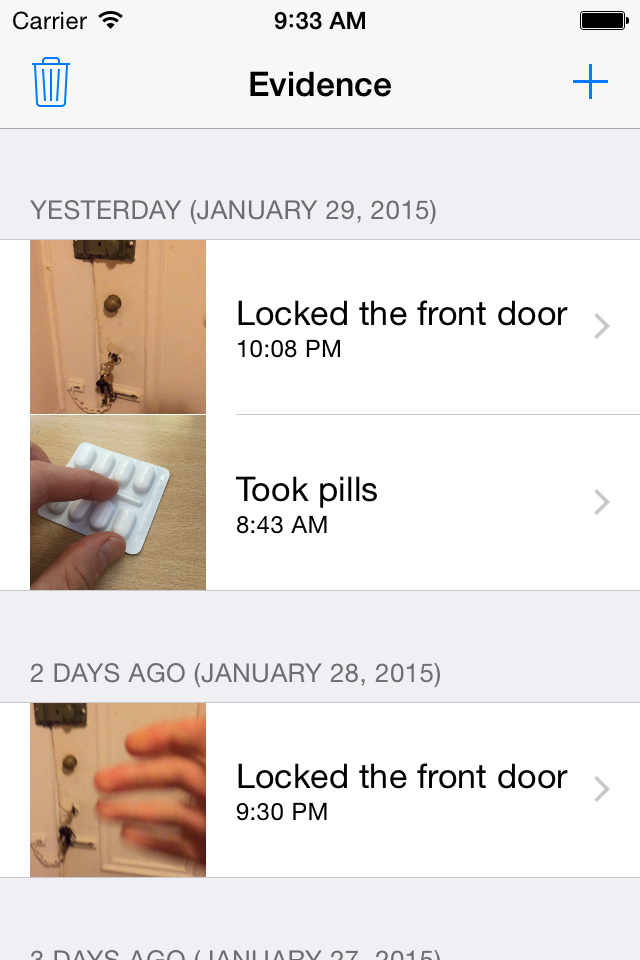 Carrier 9:33 AM
Evidence
YESTERDAY (JANUARY 29, 2015)
Locked the front door
10:08 PM
Took pills
8:43 AM
2 DAYS AGO (JANUARY 28, 2015)
Locked the front door
9:30 PM
3 DAYS AGO (JANUARY 27, 2015)